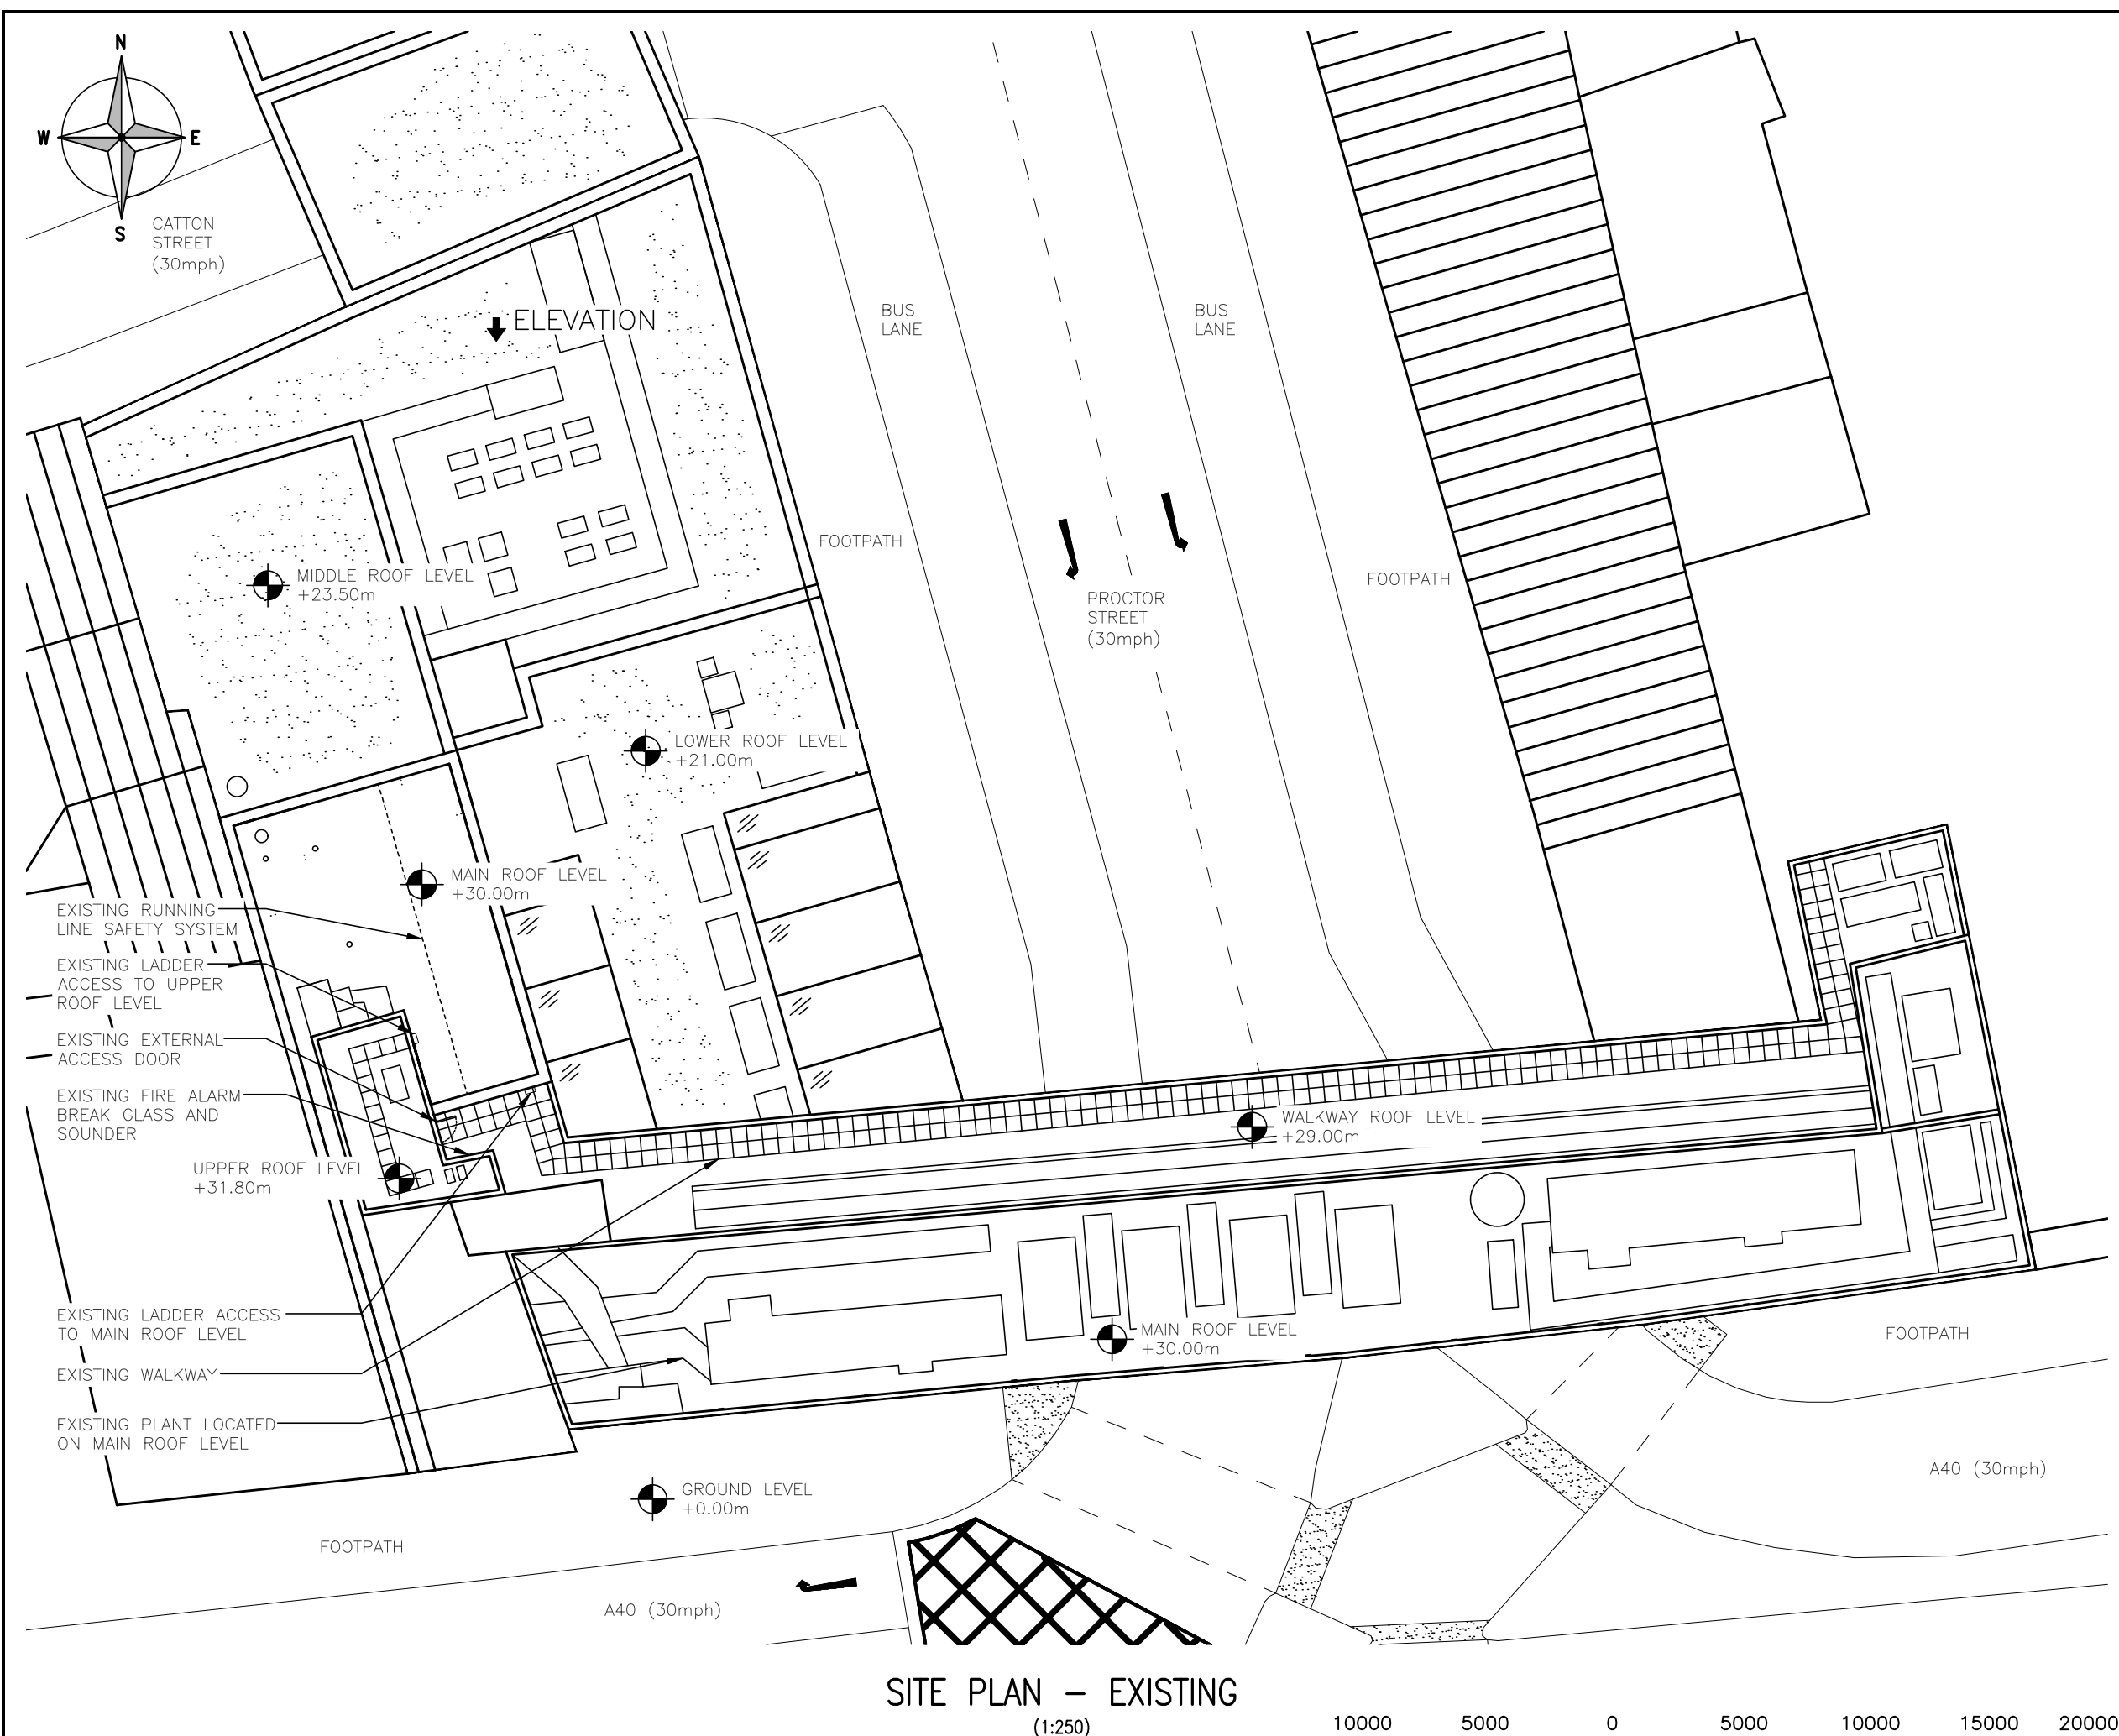 N
W
E
S
CATTON
STREET
(30mph)
ELEVATION
BUS
LANE
BUS
LANE
FOOTPATH
FOOTPATH
MIDDLE ROOF LEVEL
+23.50m
PROCTOR
STREET
(30mph)
LOWER ROOF LEVEL
+21.00m
MAIN ROOF LEVEL
+30.00m
EXISTING RUNNING
LINE SAFETY SYSTEM
EXISTING LADDER
ACCESS TO UPPER
ROOF LEVEL
EXISTING EXTERNAL
ACCESS DOOR
EXISTING FIRE ALARM
BREAK GLASS AND
SOUNDER
UPPER ROOF LEVEL
+31.80m
WALKWAY ROOF LEVEL
+29.00m
EXISTING LADDER ACCESS
TO MAIN ROOF LEVEL
EXISTING WALKWAY
EXISTING PLANT LOCATED
ON MAIN ROOF LEVEL
MAIN ROOF LEVEL
+30.00m
FOOTPATH
GROUND LEVEL
+0.00m
A40 (30mph)
FOOTPATH
A40 (30mph)
SITE PLAN - EXISTING
(1:250)
10000 5000 0 5000 10000 15000 20000